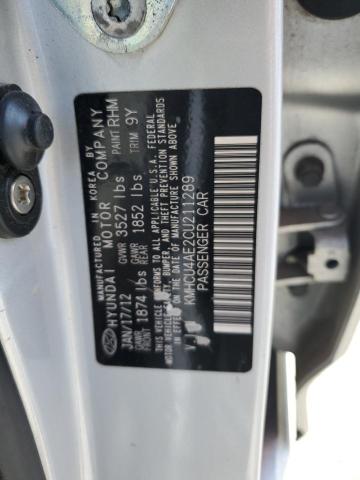 MANUFACTURED IN KOREA BY
HYUNDAI MOTOR COMPANY
JAN/17/12 GVWR 3527 lbs PAINT RHM
GAWR FRONT 1874 lbs GAWR REAR 1852 lbs TRIM 9Y
THIS VEHICLE CONFORMS TO ALL APPLICABLE U.S.A. FEDERAL
MOTOR VEHICLE SAFETY, BUMPER, AND THEFT PREVENTION STANDARDS
IN EFFECT ON THE DATE OF MANUFACTURE SHOWN ABOVE.
V.I.N KMHCU4AE2CU211289
PASSENGER CAR